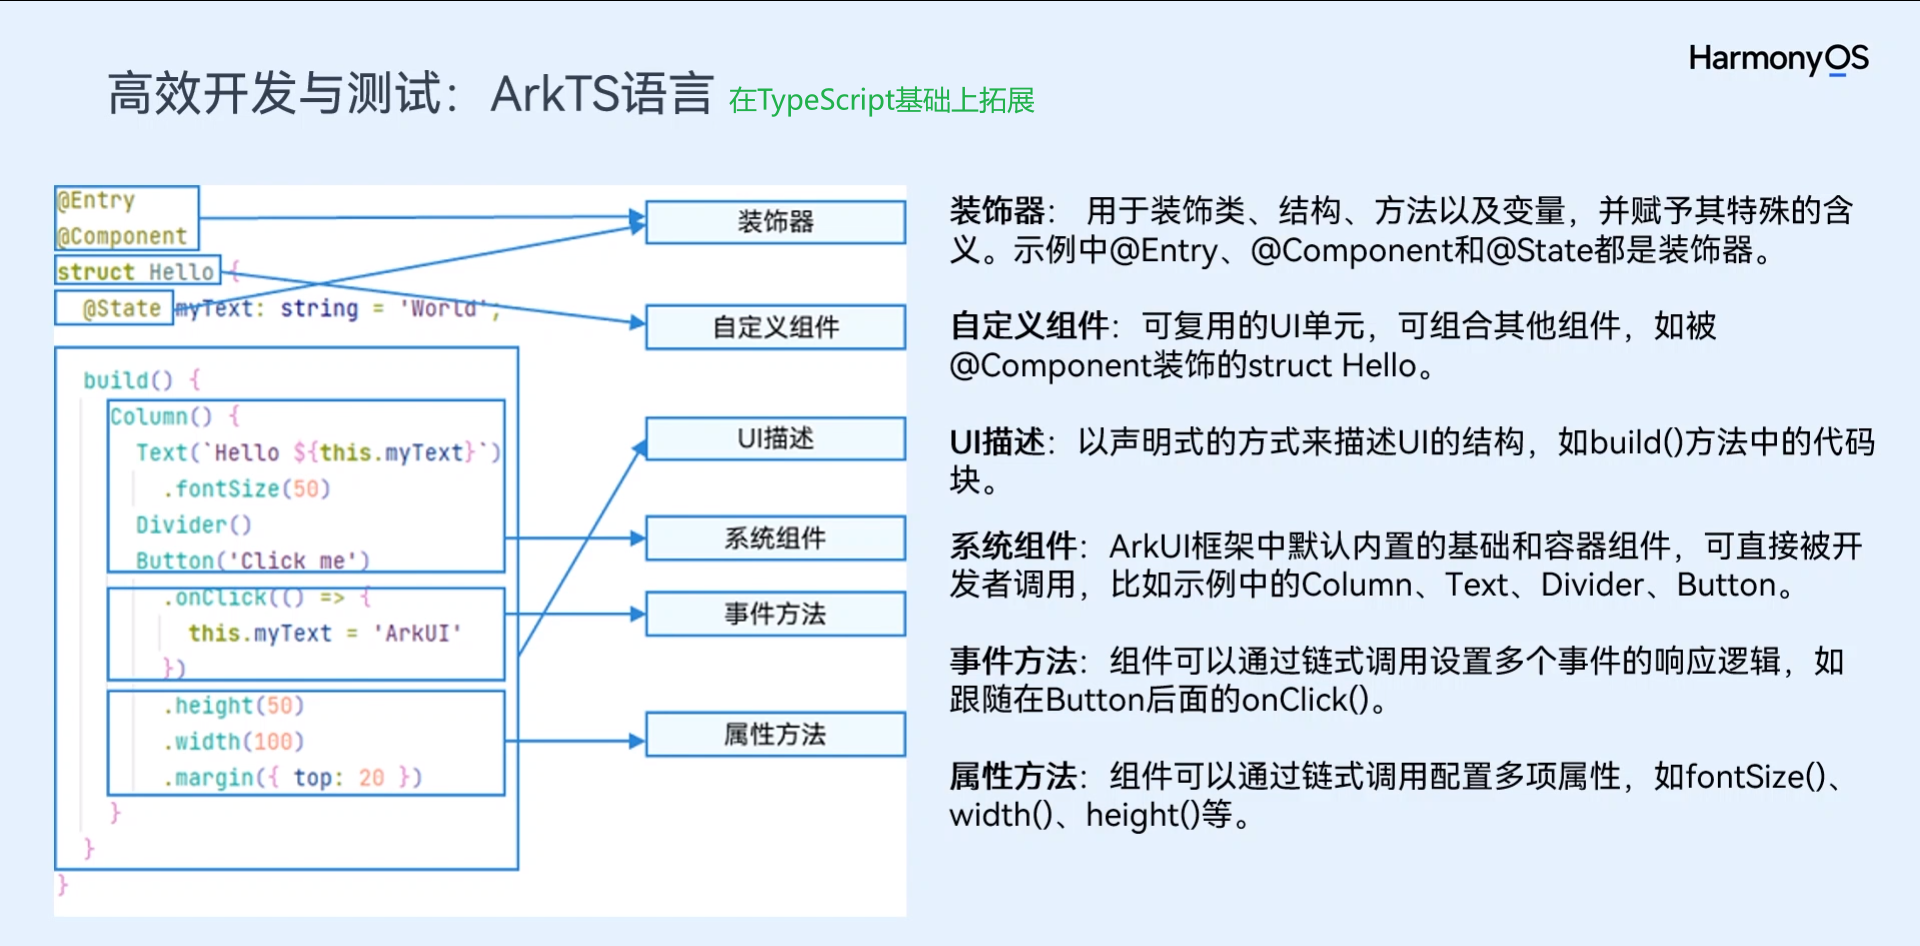 HarmonyOS
高效开发与测试：ArkTS语言 在TypeScript基础上拓展
@Entry
@Component
struct Hello {
@State myText: string = 'World';
build() {
Column() {
Text(`Hello ${this.myText}`)
.fontSize(50)
Divider()
Button('Click me')
.onClick(() => {
this.myText = 'ArkUI'
})
.height(50)
.width(100)
.margin({ top: 20 })
}
}
}
装饰器
自定义组件
UI描述
系统组件
事件方法
属性方法
装饰器： 用于装饰类、结构、方法以及变量，并赋予其特殊的含
义。示例中@Entry、@Component和@State都是装饰器。
自定义组件：可复用的UI单元，可组合其他组件，如被
@Component装饰的struct Hello。
UI描述：以声明式的方式来描述UI的结构，如build()方法中的代码
块。
系统组件：ArkUI框架中默认内置的基础和容器组件，可直接被开
发者调用，比如示例中的Column、Text、Divider、Button。
事件方法：组件可以通过链式调用设置多个事件的响应逻辑，如
跟随在Button后面的onClick()。
属性方法：组件可以通过链式调用配置多项属性，如fontSize()、
width()、height()等。